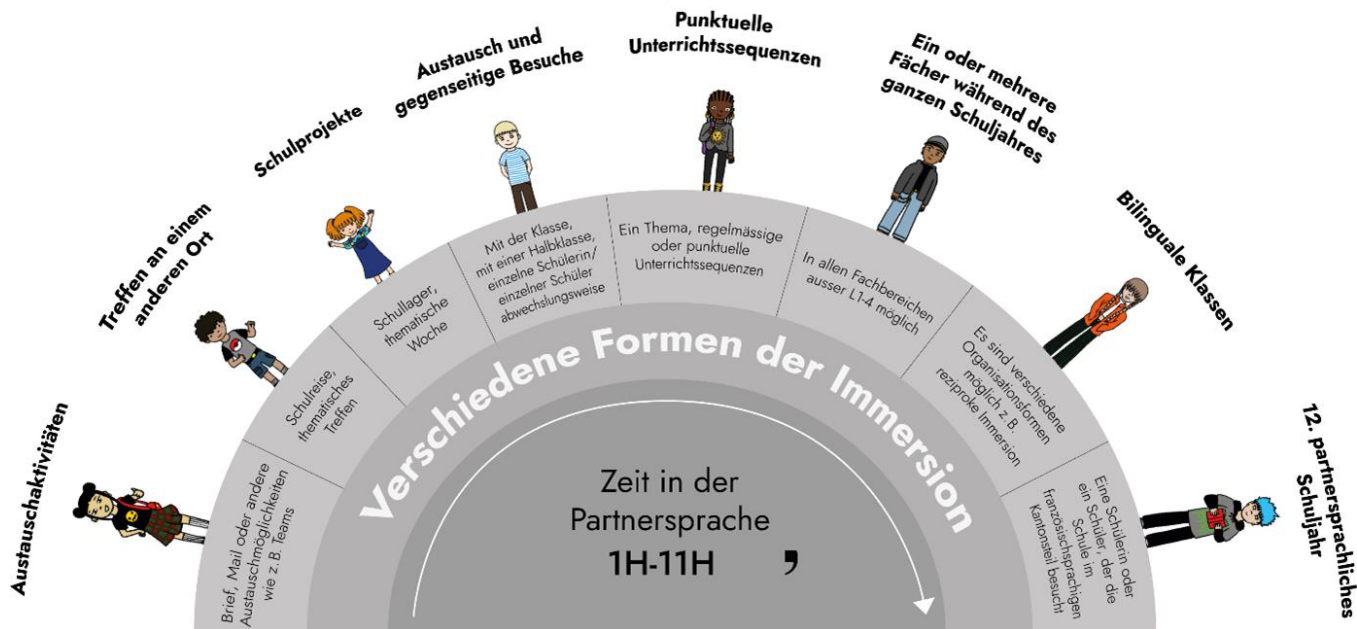 Austauschaktivitäten
Brief, Mail oder andere
Austauschmöglichkeiten
wie z. B. Teams
Treffen an einem
anderen Ort
Schulreise,
thematisches
Treffen
Schulprojekte
Schullager,
thematische
Woche
Austausch und
gegenseitige Besuche
Mit der Klasse,
mit einer Halbklasse,
einzelne Schülerin/
einzelner Schüler
abwechslungsweise
Punktuelle
Unterrichtssequenzen
Ein Thema, regelmässige
oder punktuelle
Unterrichtssequenzen
Ein oder mehrere
Fächer während des
ganzen Schuljahres
In allen Fachbereichen
ausser L1-4 möglich
Bilinguale Klassen
Es sind verschiedene
Organisationsformen
möglich z. B.
reziproke Immersion
12. partnersprachliches
Schuljahr
Eine Schülerin oder
ein Schüler, der die
Schule im
französischsprachigen
Kantonsteil besucht
Verschiedene Formen der Immersion
Zeit in der
Partnersprache
1H-11H ,